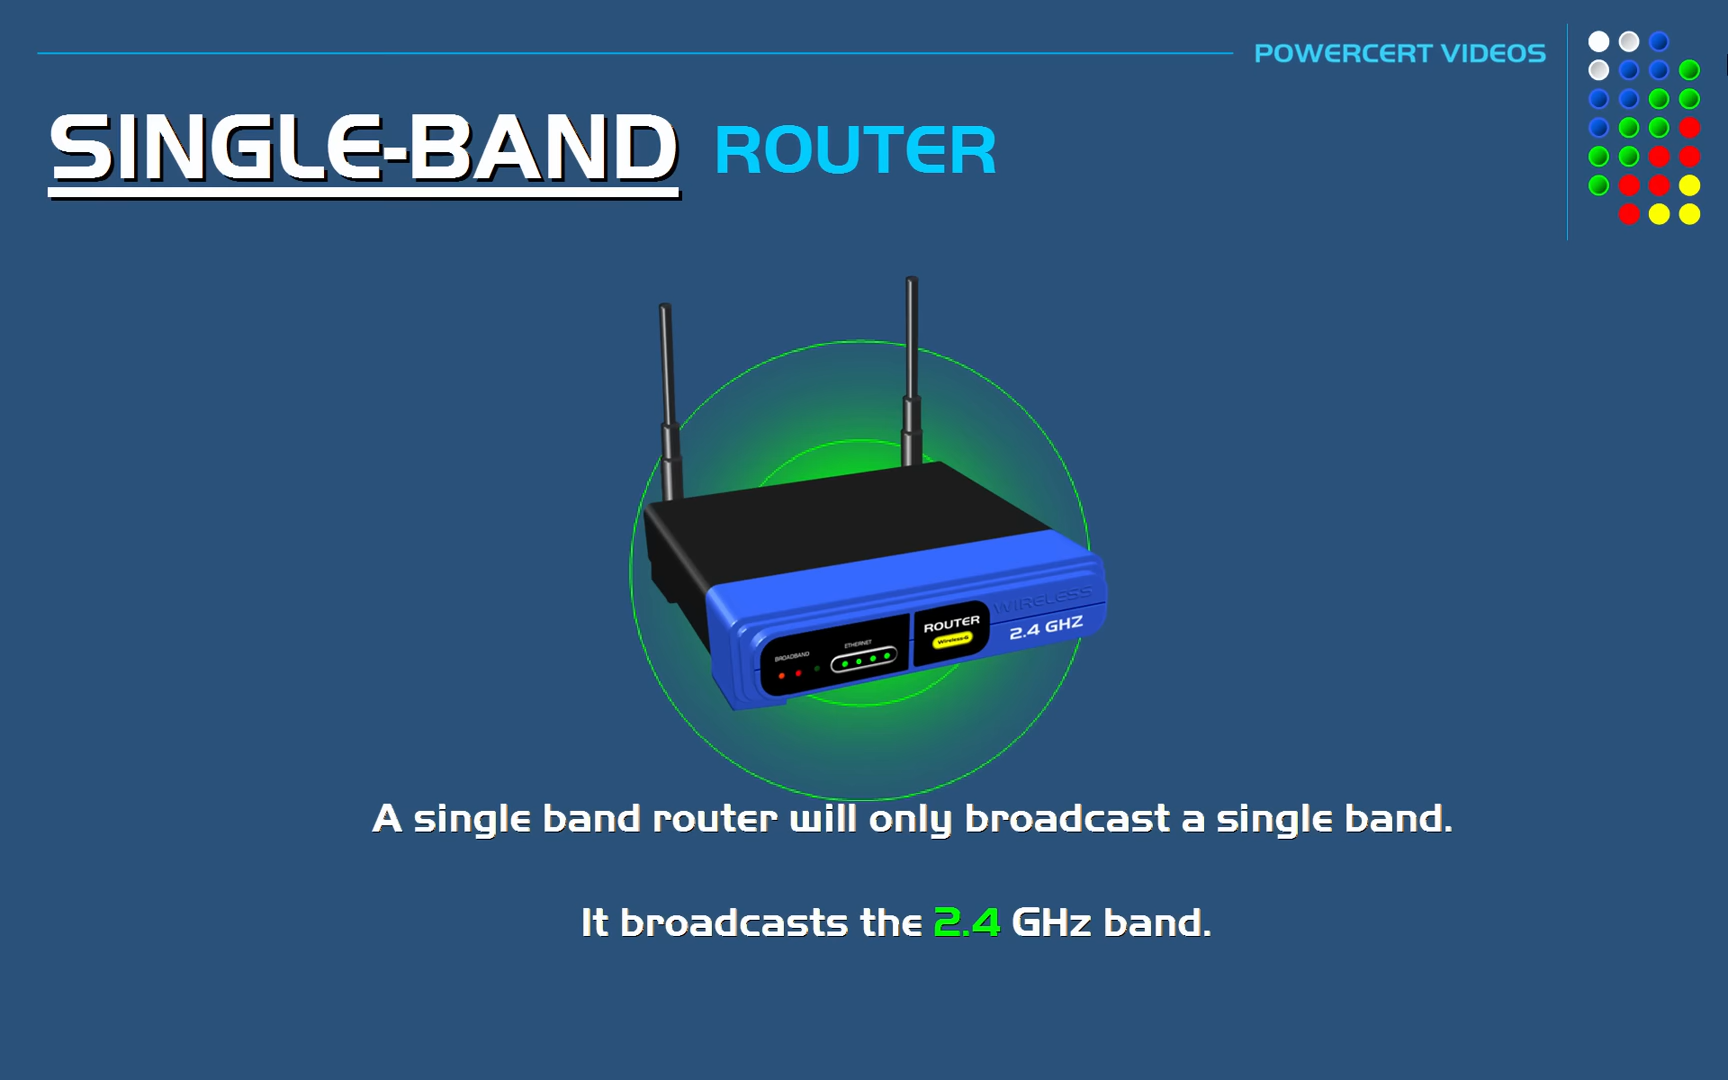 POWERCERT VIDEOS
SINGLE-BAND ROUTER
WIRELESS
2.4 GHZ
ROUTER
Wireless-G
ETHERNET
BROADBAND
A single band router will only broadcast a single band.
It broadcasts the 2.4 GHz band.